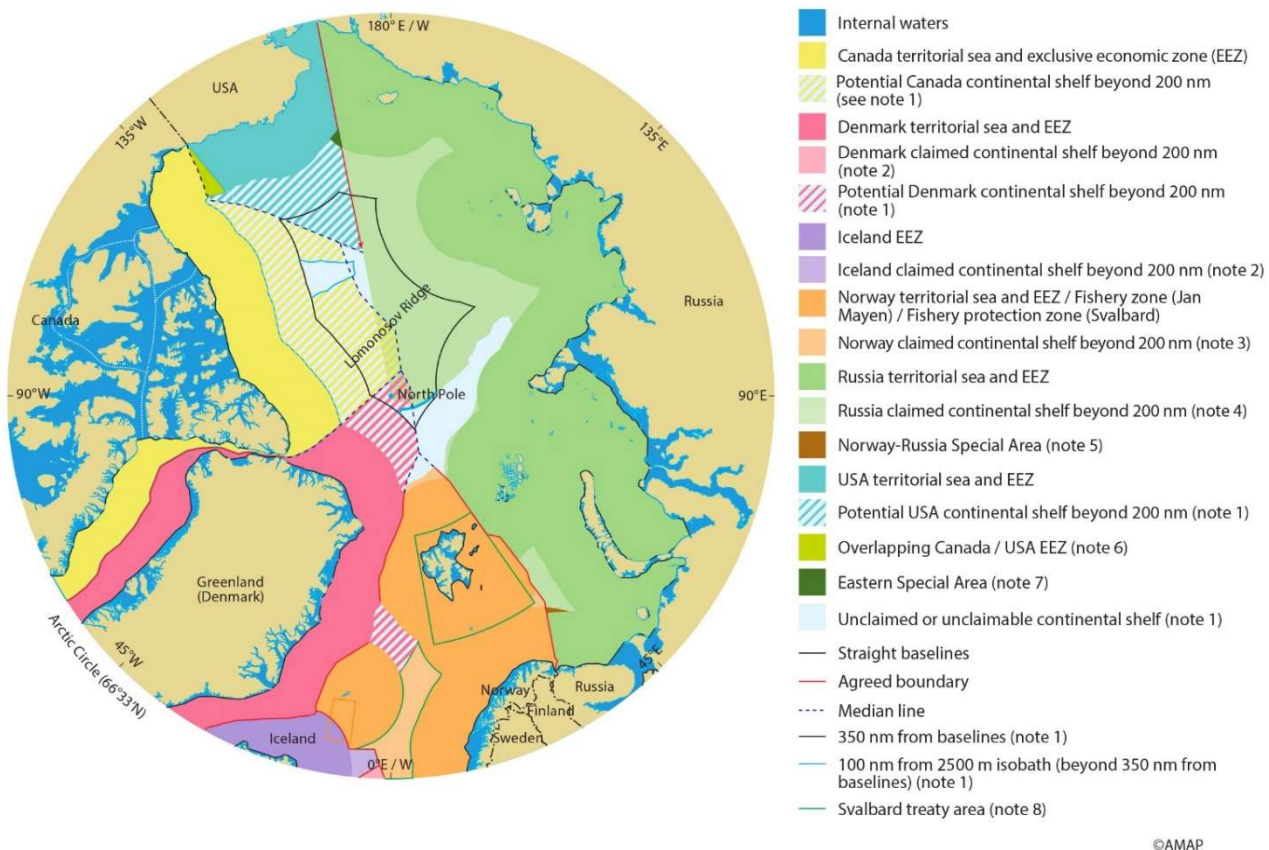 180° E / W
USA
135°W
135°E
Russia
Canada
Lomonosov Ridge
90°W
North Pole
90°E
Greenland
(Denmark)
45°W
Arctic Circle (66°33'N)
Iceland
0°E / W
Norway
Sweden
Finland
Russia
45°E
Internal waters
Canada territorial sea and exclusive economic zone (EEZ)
Potential Canada continental shelf beyond 200 nm
(see note 1)
Denmark territorial sea and EEZ
Denmark claimed continental shelf beyond 200 nm
(note 2)
Potential Denmark continental shelf beyond 200 nm
(note 1)
Iceland EEZ
Iceland claimed continental shelf beyond 200 nm (note 2)
Norway territorial sea and EEZ / Fishery zone (Jan
Mayen) / Fishery protection zone (Svalbard)
Norway claimed continental shelf beyond 200 nm (note 3)
Russia territorial sea and EEZ
Russia claimed continental shelf beyond 200 nm (note 4)
Norway-Russia Special Area (note 5)
USA territorial sea and EEZ
Potential USA continental shelf beyond 200 nm (note 1)
Overlapping Canada / USA EEZ (note 6)
Eastern Special Area (note 7)
Unclaimed or unclaimable continental shelf (note 1)
Straight baselines
Agreed boundary
Median line
350 nm from baselines (note 1)
100 nm from 2500 m isobath (beyond 350 nm from
baselines) (note 1)
Svalbard treaty area (note 8)
©AMAP